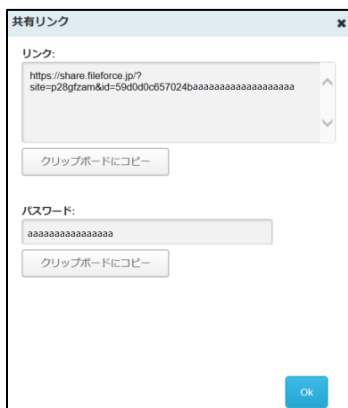 共有リンク
リンク:
https://share.fileforce.jp/?
site=p28gfzam&id=59d0d0c657024baaaaaaaaaaaaaaaaaaa
クリップボードにコピー
パスワード:
aaaaaaaaaaaaaaaa
クリップボードにコピー
Ok